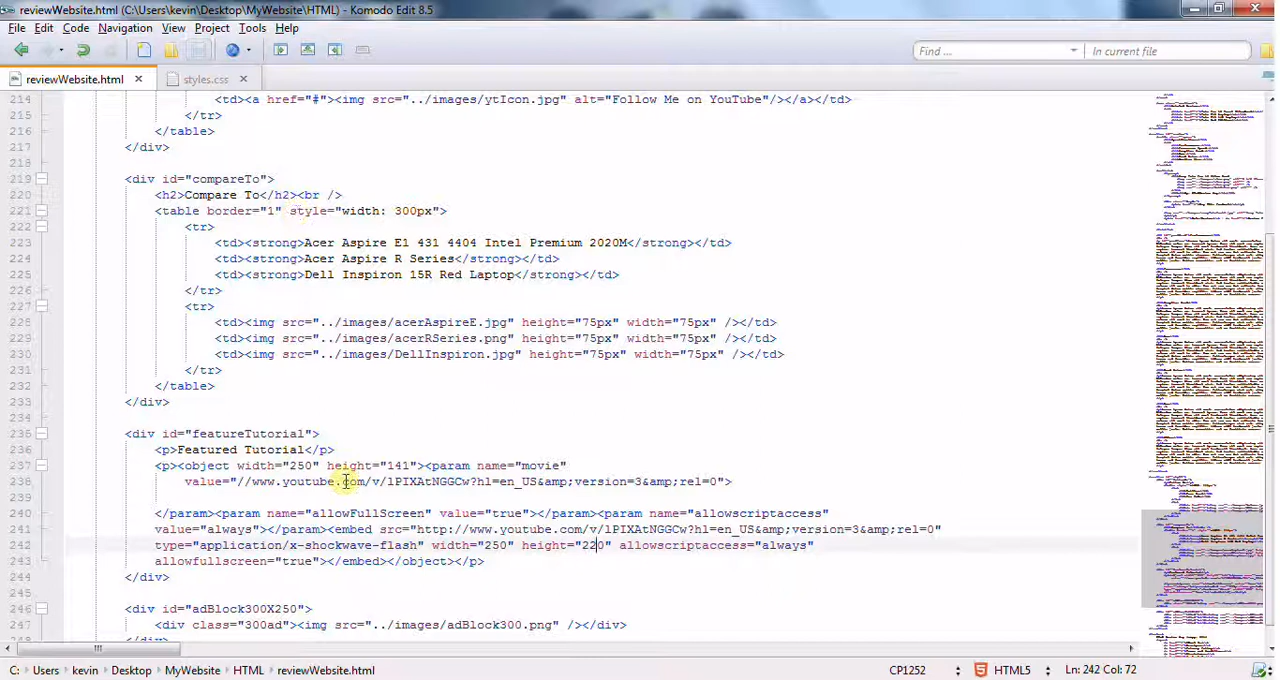 reviewWebsite.html (C:\Users\kevin\Desktop\MyWebsite\HTML) - Komodo Edit 8.5
File Edit Code Navigation View Project Tools Help
Find ... In current file
reviewWebsite.html styles.css
214 <td><a href="#"><img src="../images/ytIcon.jpg" alt="Follow Me on YouTube"/></a></td>
215 </tr>
216 </table>
217 </div>
218
219 <div id="compareTo">
220 <h2>Compare To</h2><br />
221 <table border="1" style="width: 300px">
222 <tr>
223 <td><strong>Acer Aspire E1 431 4404 Intel Premium 2020M</strong></td>
224 <td><strong>Acer Aspire R Series</strong></td>
225 <td><strong>Dell Inspiron 15R Red Laptop</strong></td>
226 </tr>
227 <tr>
228 <td><img src="../images/acerAspireE.jpg" height="75px" width="75px" /></td>
229 <td><img src="../images/acerRSerire.png" height="75px" width="75px" /></td>
230 <td><img src="../images/DellInspiron.jpg" height="75px" width="75px" /></td>
231 </tr>
232 </table>
233 </div>
234
235 <div id="featureTutorial">
236 <p>Featured Tutorial</p>
237 <p><object width="250" height="141"><param name="movie"
238 value="//www.youtube.com/v/lPIXAtNGGCw?hl=en_US&amp;version=3&amp;rel=0">
239
240 </param><param name="allowFullScreen" value="true"></param><param name="allowscriptaccess"
241 value="always"></param><embed src="http://www.youtube.com/v/lPIXAtNGGCw?hl=en_US&amp;version=3&amp;rel=0"
242 type="application/x-shockwave-flash" width="250" height="220" allowscriptaccess="always"
243 allowfullscreen="true"></embed></object></p>
244 </div>
245
246 <div id="adBlock300X250">
247 <div class="300ad"><img src="../images/adBlock300.png" /></div>
248 </div>
C: Users kevin Desktop MyWebsite HTML reviewWebsite.html CP1252 HTML5 Ln: 242 Col: 72